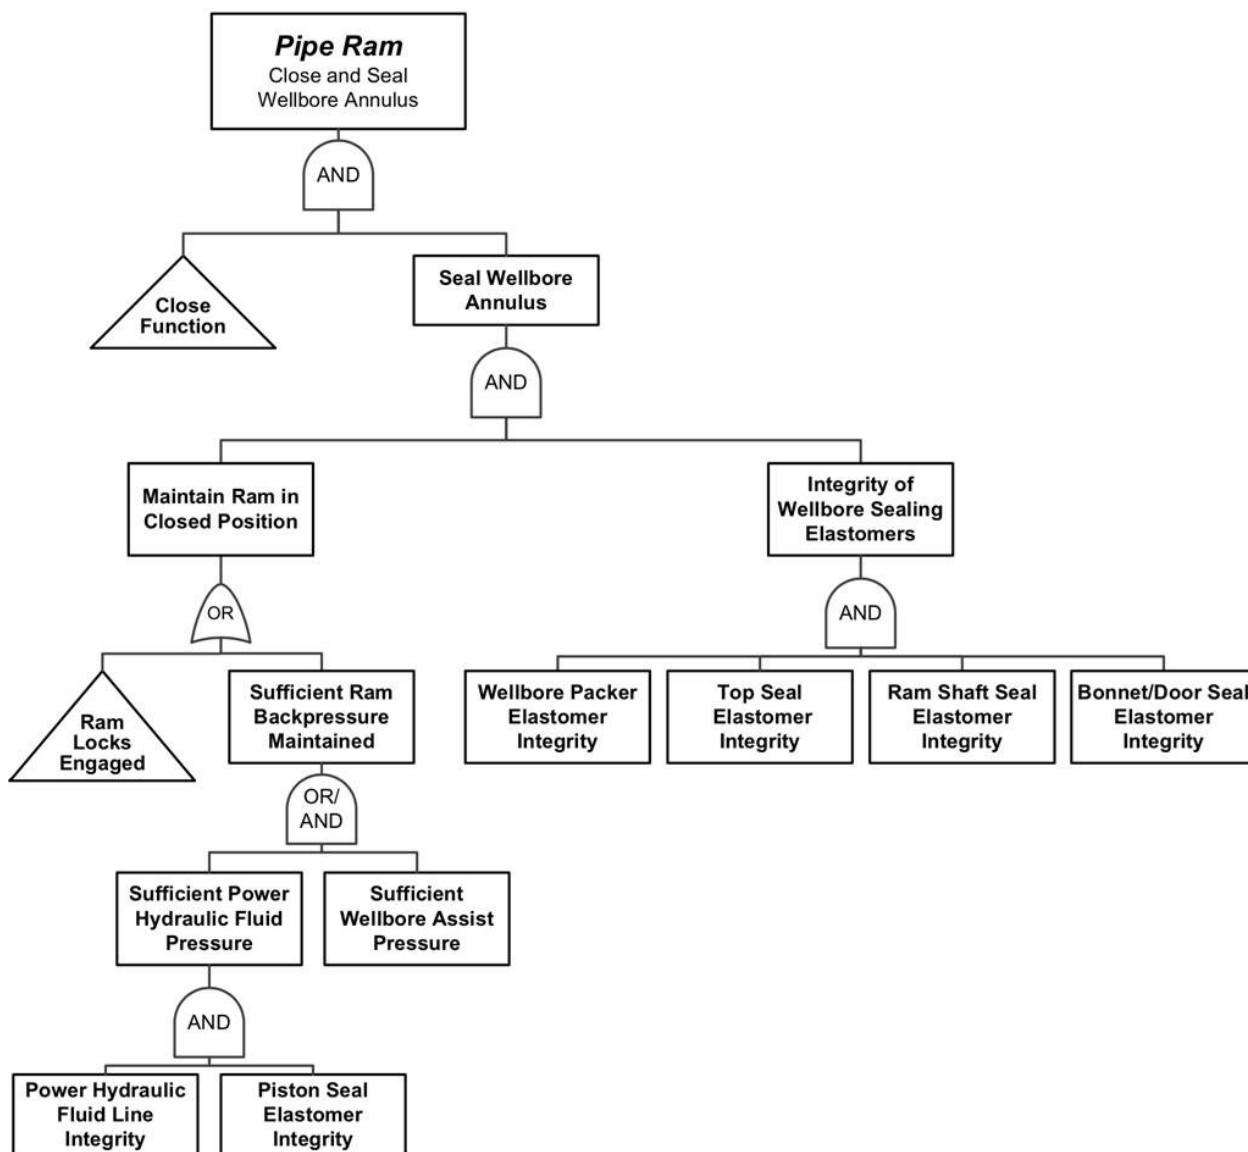 Pipe Ram
Close and Seal
Wellbore Annulus
AND
Close
Function
Seal Wellbore
Annulus
AND
Maintain Ram in
Closed Position
Integrity of
Wellbore Sealing
Elastomers
OR
AND
Ram
Locks
Engaged
Sufficient Ram
Backpressure
Maintained
Wellbore Packer
Elastomer
Integrity
Top Seal
Elastomer
Integrity
Ram Shaft Seal
Elastomer
Integrity
Bonnet/Door Seal
Elastomer
Integrity
OR/
AND
Sufficient Power
Hydraulic Fluid
Pressure
Sufficient
Wellbore Assist
Pressure
AND
Power Hydraulic
Fluid Line
Integrity
Piston Seal
Elastomer
Integrity